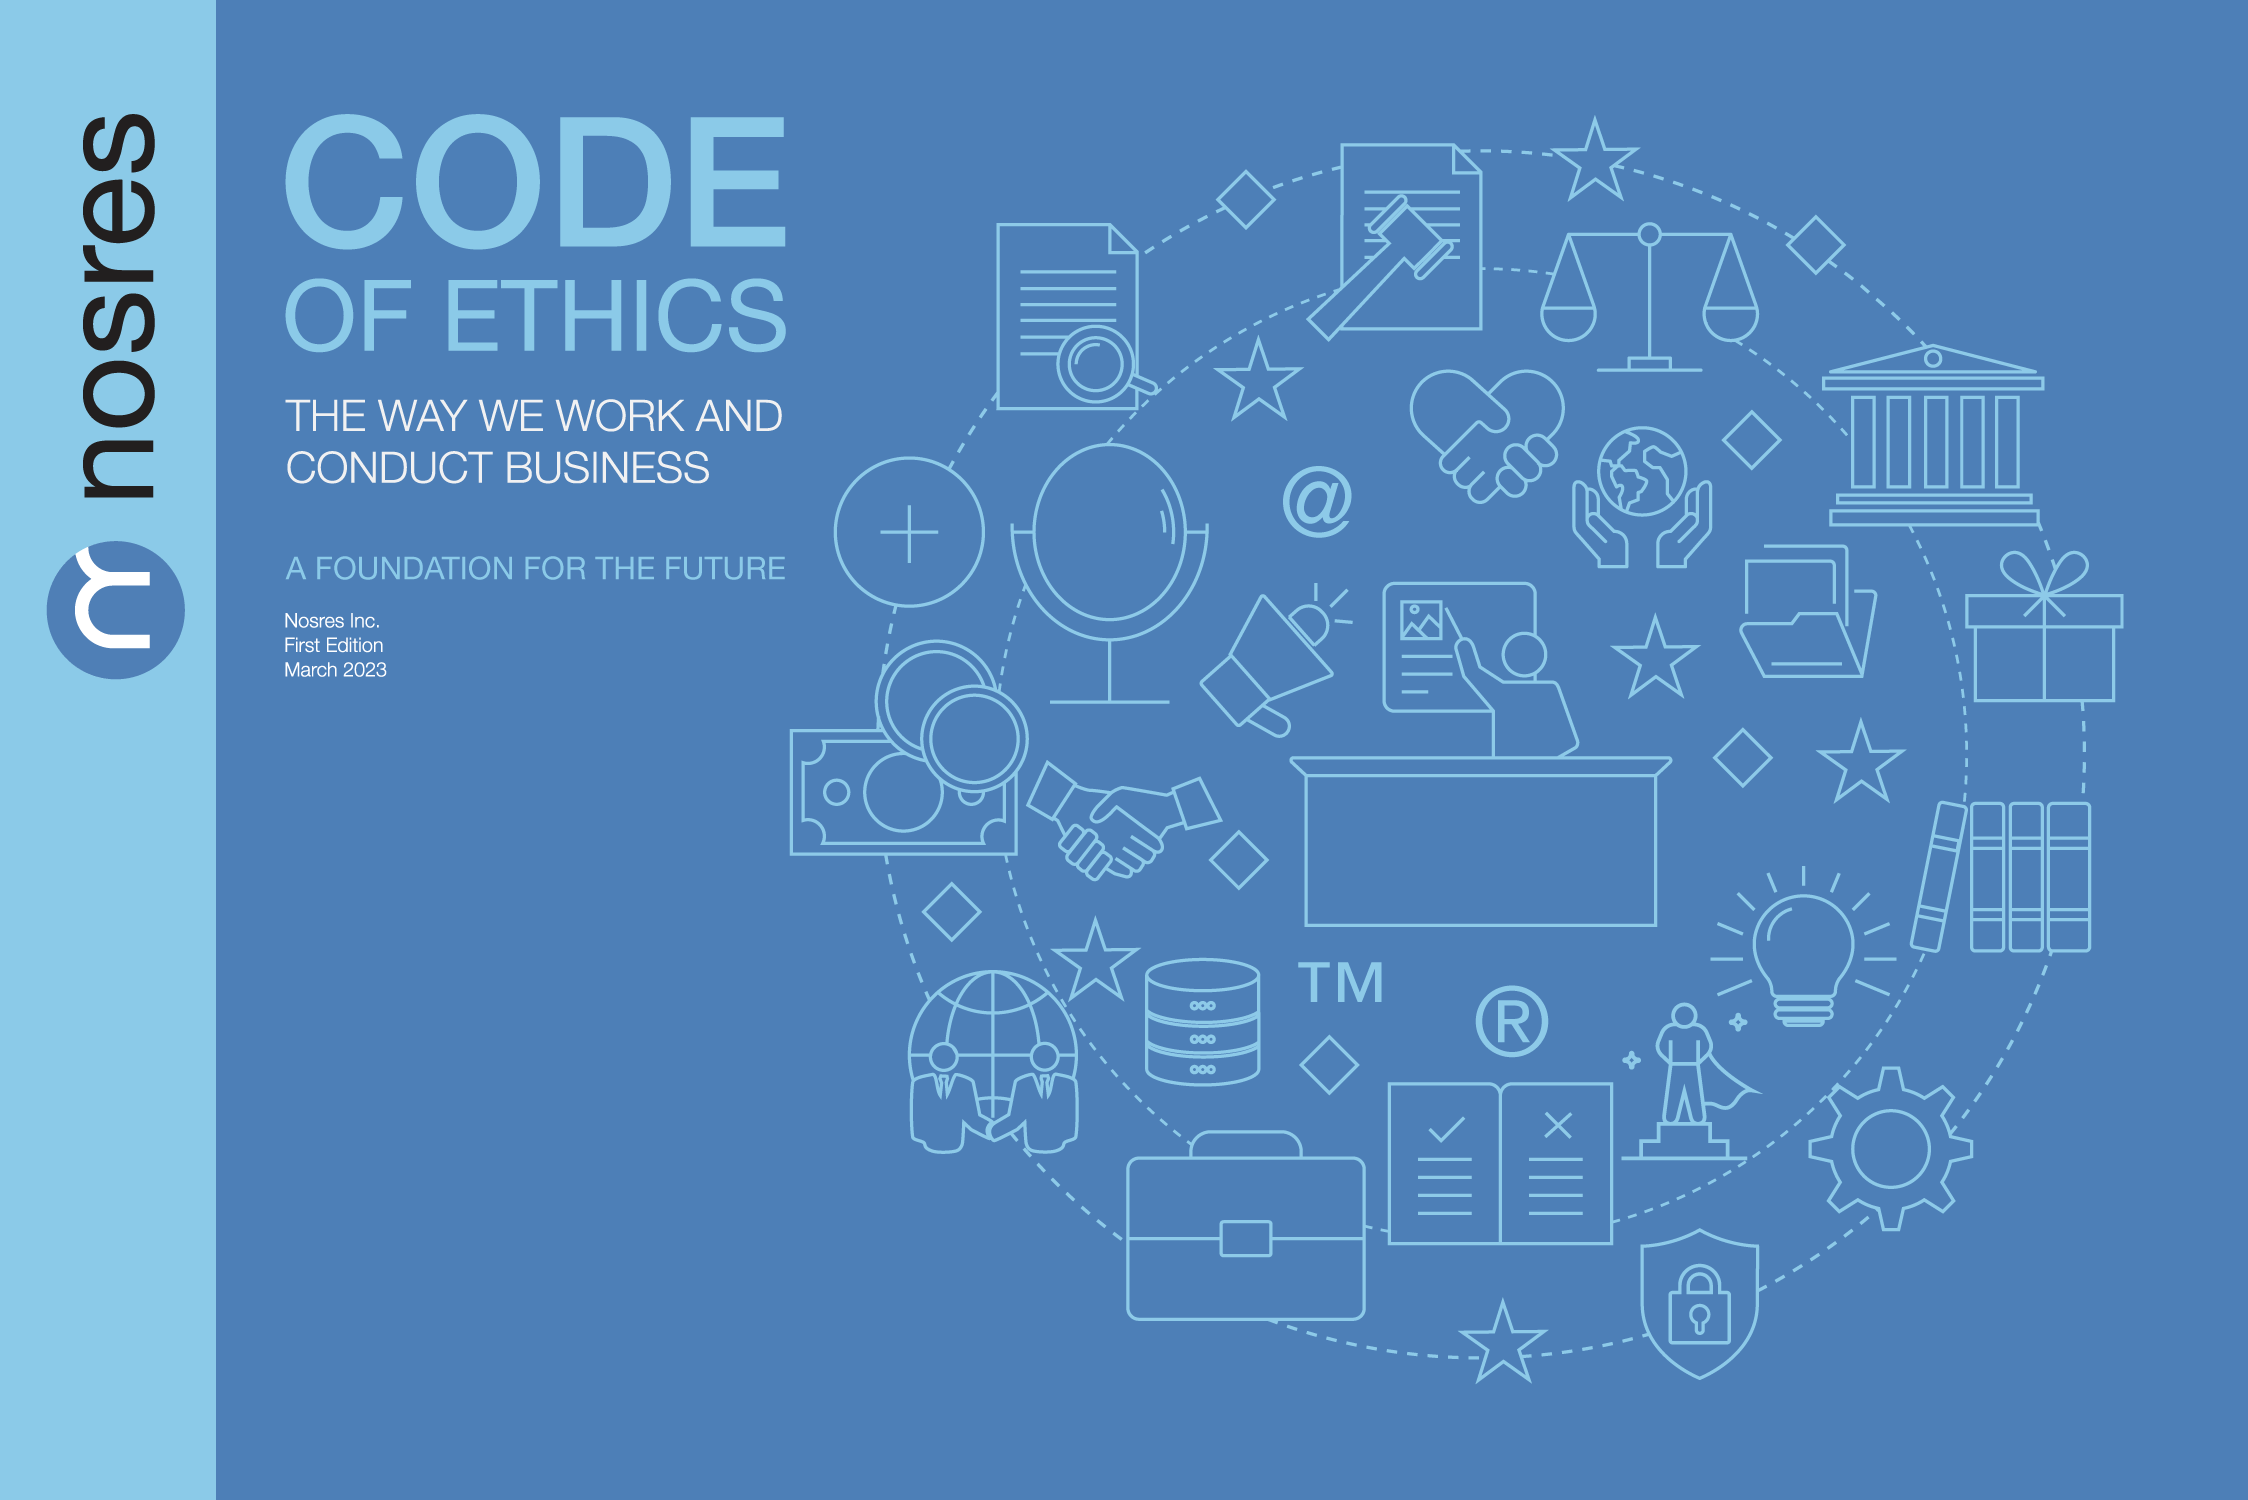 nosres
CODE
OF ETHICS
THE WAY WE WORK AND
CONDUCT BUSINESS
A FOUNDATION FOR THE FUTURE
Nosres Inc.
First Edition
March 2023
@
TM
®